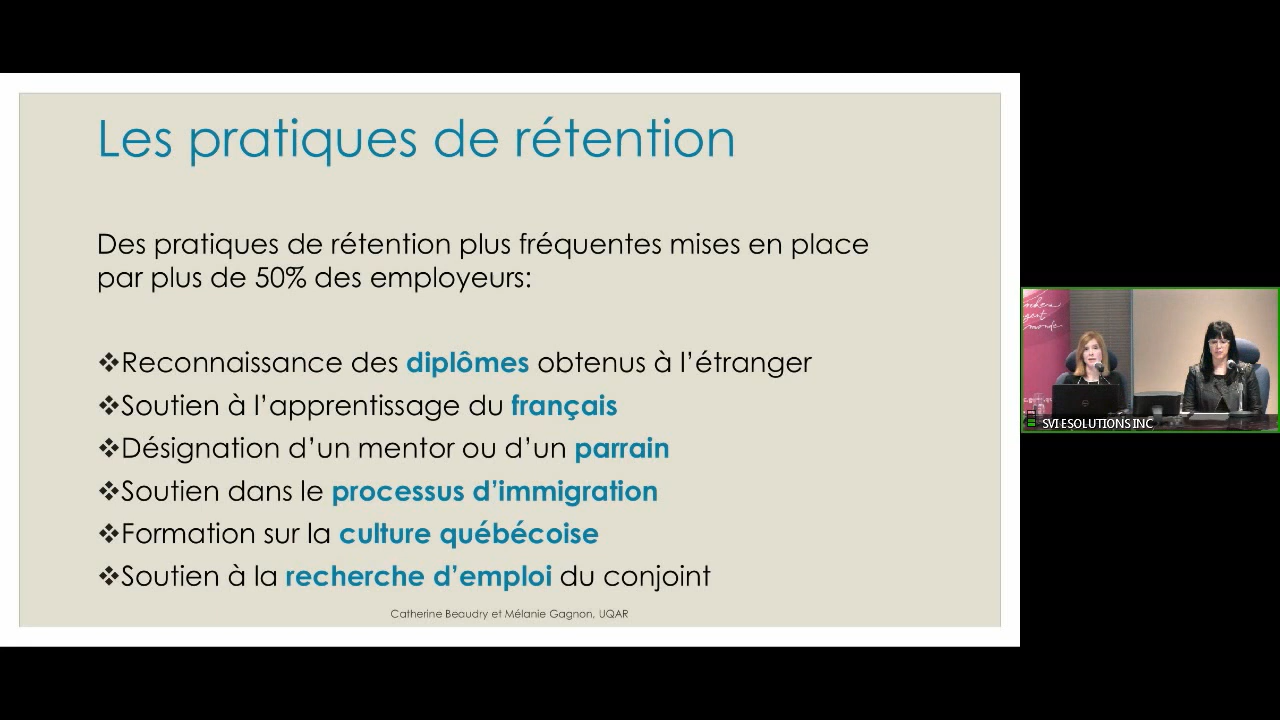 Les pratiques de rétention
Des pratiques de rétention plus fréquentes mises en place
par plus de 50% des employeurs:
❖Reconnaissance des diplômes obtenus à l’étranger
❖Soutien à l’apprentissage du français
❖Désignation d’un mentor ou d’un parrain
❖Soutien dans le processus d’immigration
❖Formation sur la culture québécoise
❖Soutien à la recherche d’emploi du conjoint
Catherine Beaudry et Mélanie Gagnon, UQAR
monde
SVI ESOLUTIONS INC